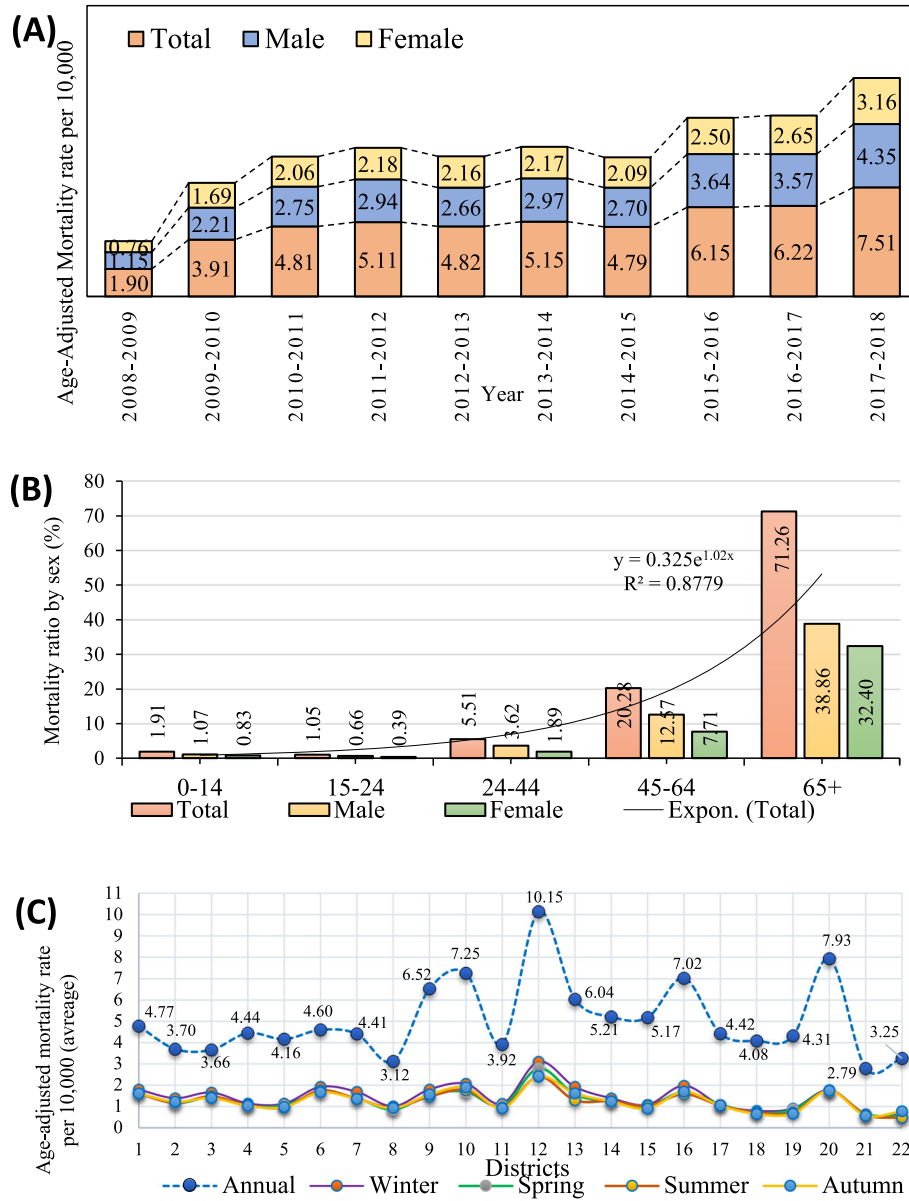 (A)
Total Male Female
Age-Adjusted Mortality rate per 10,000
0.76 1.69 2.06 2.18 2.16 2.17 2.09 2.50 2.65 3.16
1.15 2.21 2.75 2.94 2.66 2.97 2.70 3.64 3.57 4.35
1.90 3.91 4.81 5.11 4.82 5.15 4.79 6.15 6.22 7.51
2008-2009 2009-2010 2010-2011 2011-2012 2012-2013 2013-2014 2014-2015 2015-2016 2016-2017 2017-2018
Year
(B)
Mortality ratio by sex (%)
80
70
60
50
40
30
20
10
0
y = 0.325e^1.02x
R² = 0.8779
1.91 1.07 0.83 1.05 0.66 0.39 5.51 3.62 1.89 20.28 12.57 7.71 71.26 38.86 32.40
0-14 15-24 24-44 45-64 65+
Total Male Female Expon. (Total)
(C)
Age-adjusted mortality rate
per 10,000 (avreage)
11
10
9
8
7
6
5
4
3
2
1
0
4.77 3.70 3.66 4.44 4.16 4.60 4.41 3.12 6.52 7.25 3.92 10.15 6.04 5.21 5.17 7.02 4.42 4.08 4.31 7.93 2.79 3.25
1 2 3 4 5 6 7 8 9 10 11 12 13 14 15 16 17 18 19 20 21 22
Districts
Annual Winter Spring Summer Autumn